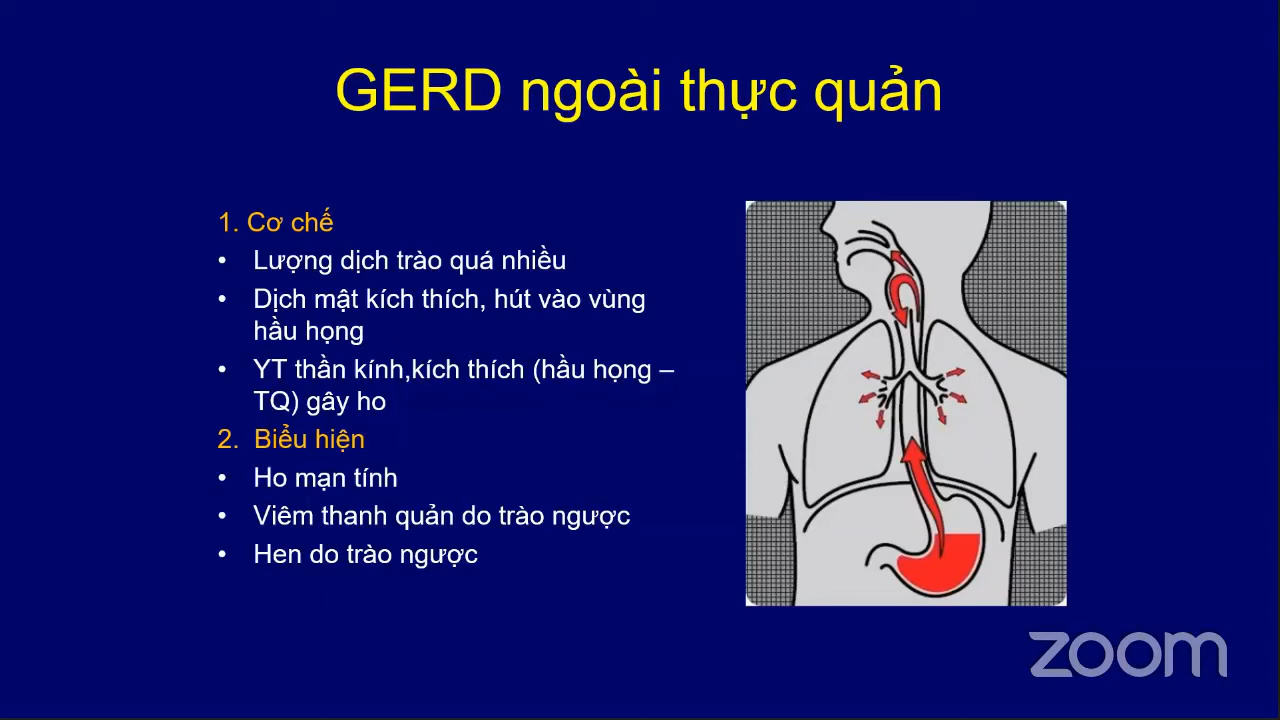 GERD ngoài thực quản
1. Cơ chế
• Lượng dịch trào quá nhiều
• Dịch mật kích thích, hút vào vùng
hầu họng
• YT thần kính,kích thích (hầu họng –
TQ) gây ho
2. Biểu hiện
• Ho mạn tính
• Viêm thanh quản do trào ngược
• Hen do trào ngược
zoom